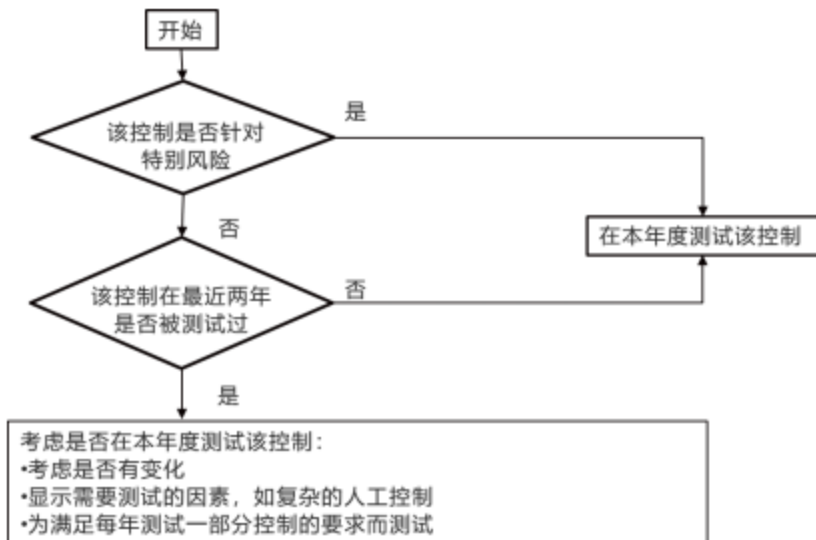 开始
是
该控制是否针对
特别风险
否
在本年度测试该控制
该控制在最近两年
是否被测试过
否
是
考虑是否在本年度测试该控制：
•考虑是否有变化
•显示需要测试的因素，如复杂的人工控制
•为满足每年测试一部分控制的要求而测试